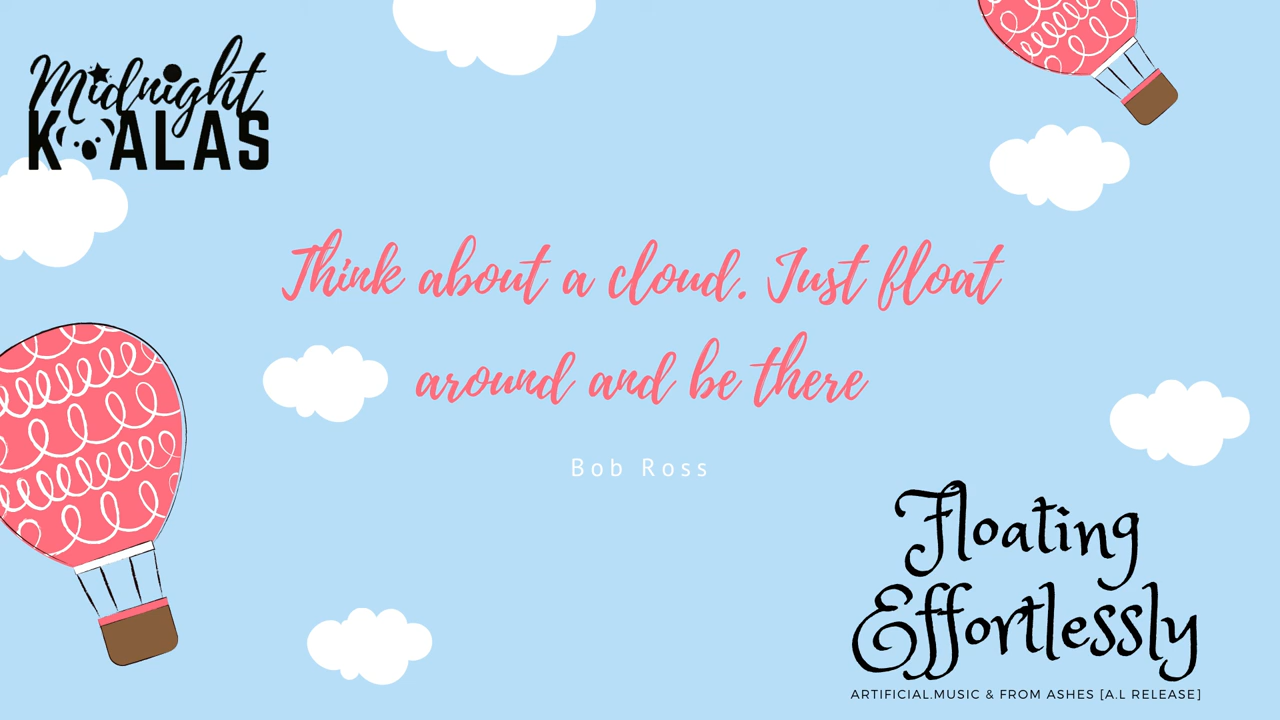 Midnight
KOALAS
Think about a cloud. Just float
around and be there
Bob Ross
Floating
Effortlessly
ARTIFICIAL.MUSIC & FROM ASHES [A.L RELEASE]